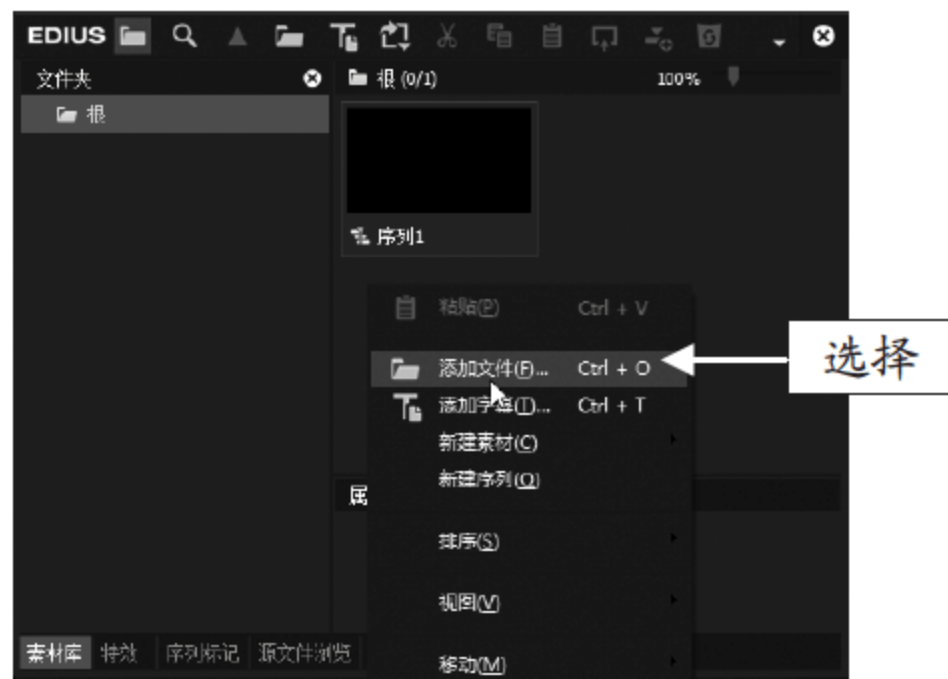 EDIUS
文件夹
根 (0/1)
100%
根
序列1
粘贴(P) Ctrl + V
添加文件(F)... Ctrl + O
选择
添加字幕(T)... Ctrl + T
新建素材(C)
新建序列(Q)
属
排序(S)
视图(V)
移动(M)
素材库 特效 序列标记 源文件浏览